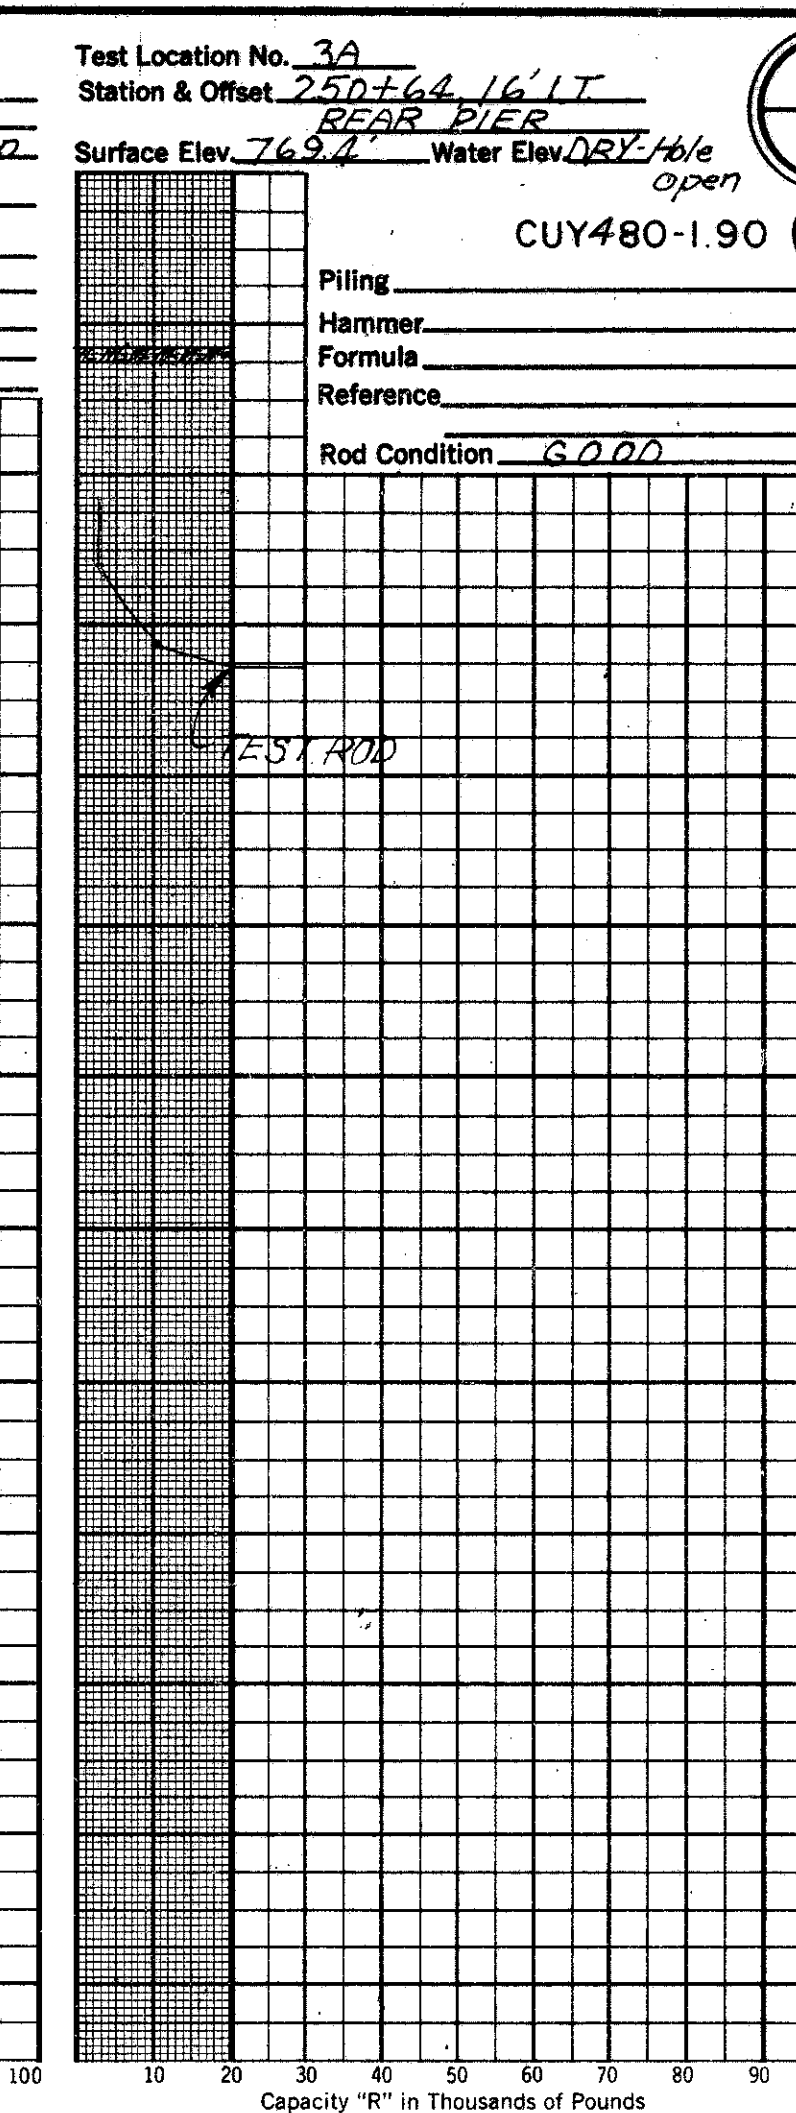 Test Location No. 3A
Station & Offset 250+64, 16' LT
REAR PIER
Surface Elev. 769.4' Water Elev. DRY-Hole
open
CUY480-1.90
Piling
Hammer
Formula
Reference
Rod Condition GOOD
TEST ROD
100 10 20 30 40 50 60 70 80 90
Capacity "R" in Thousands of Pounds